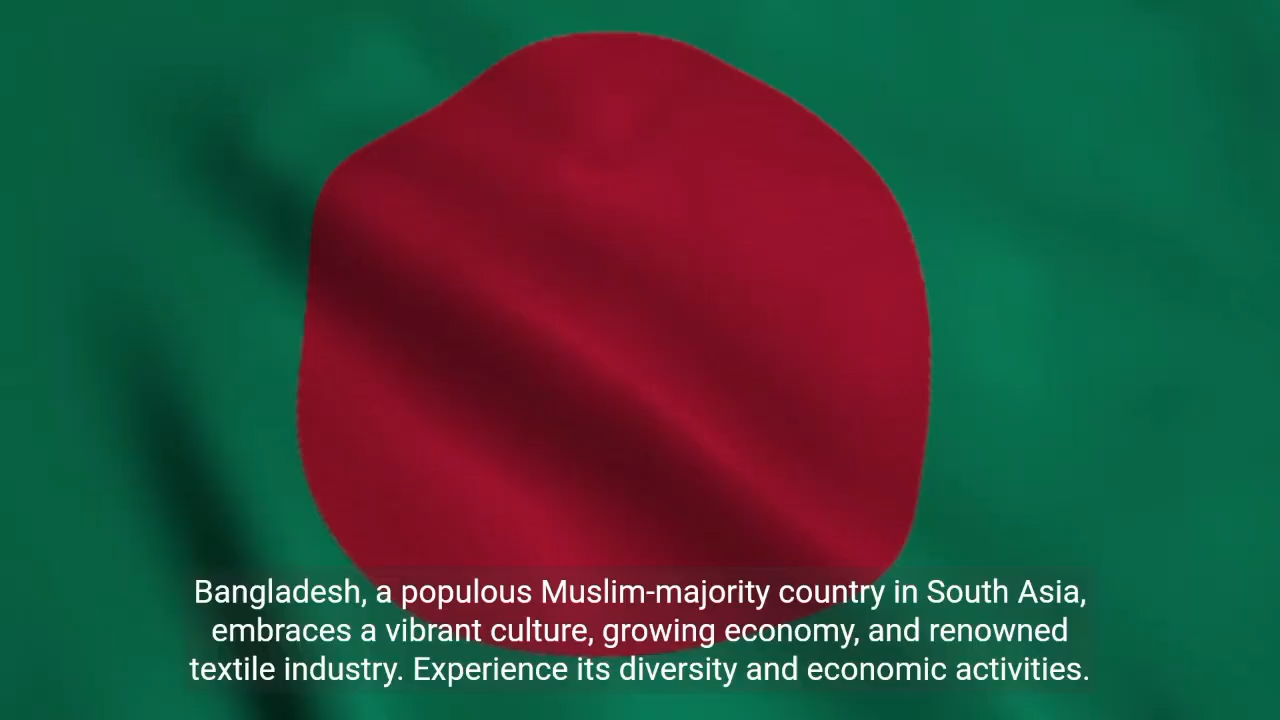 Bangladesh, a populous Muslim-majority country in South Asia,
embraces a vibrant culture, growing economy, and renowned
textile industry. Experience its diversity and economic activities.